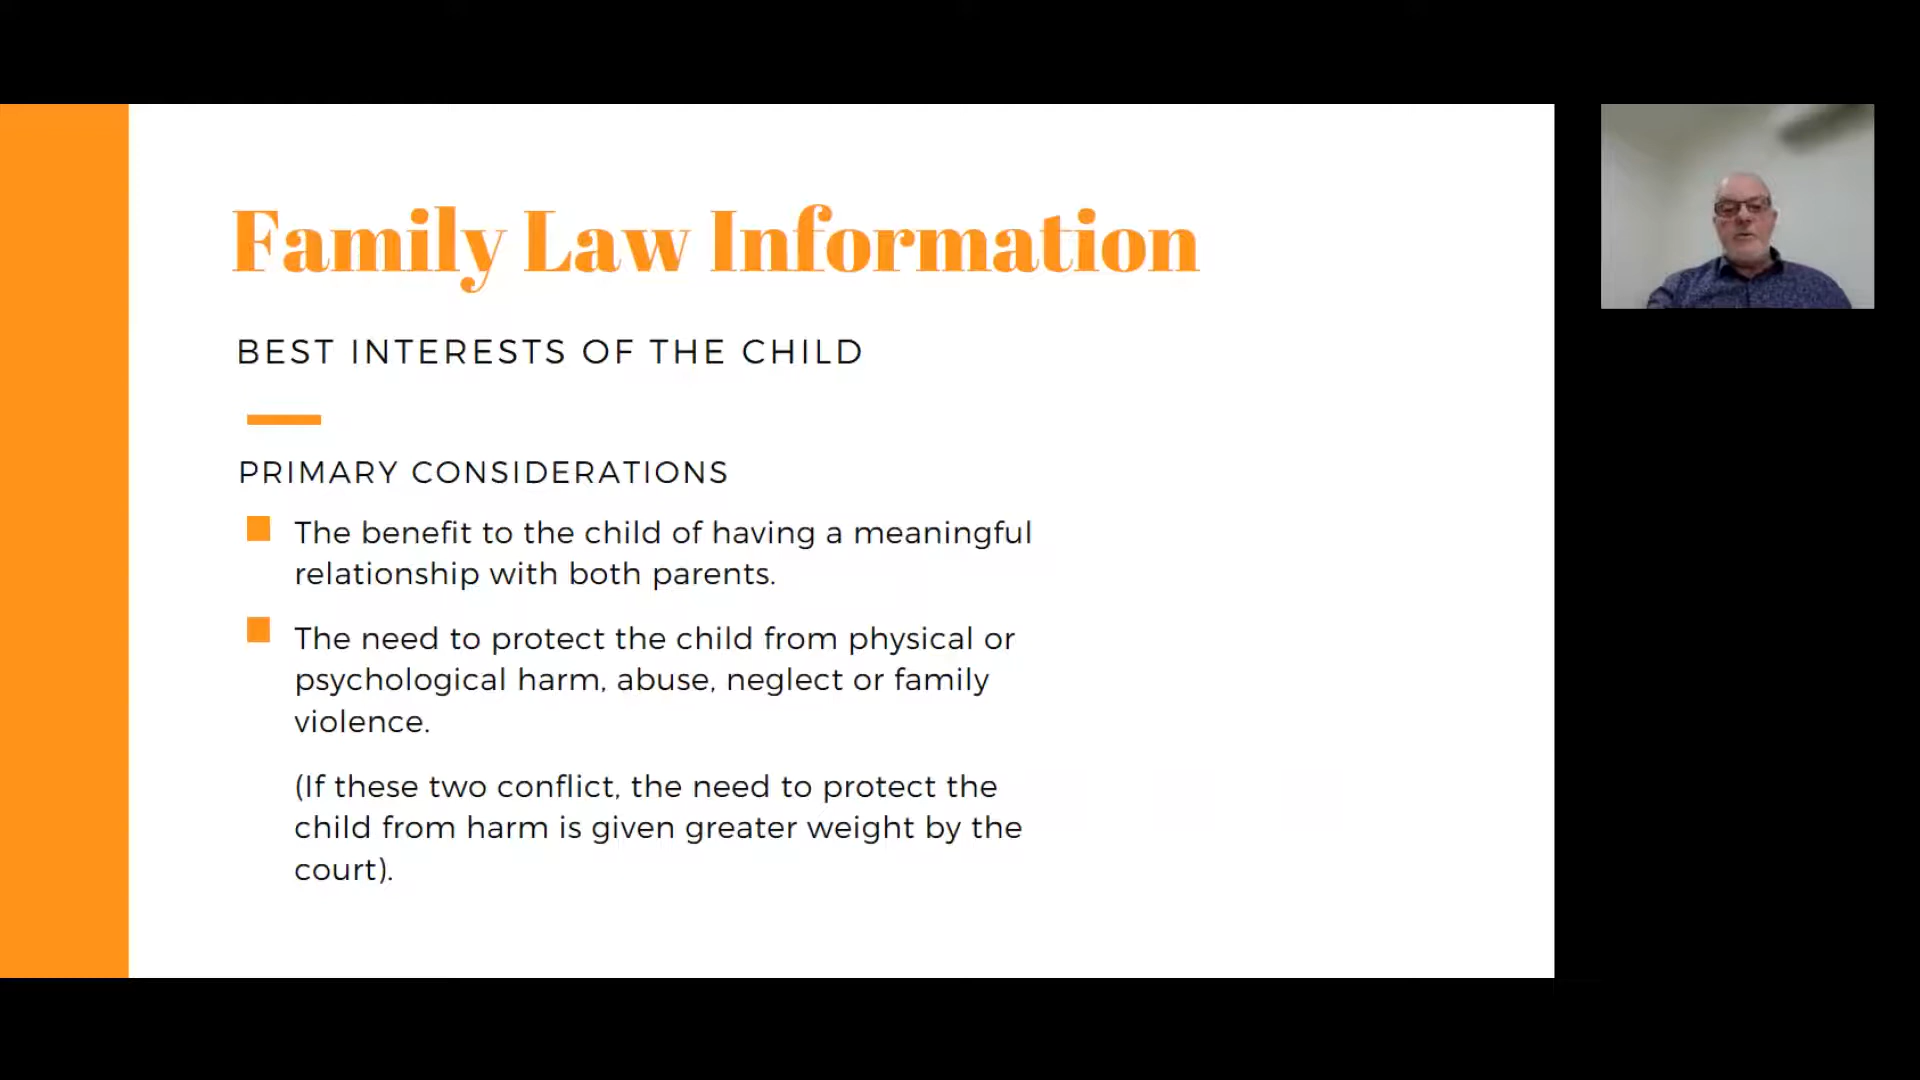 Family Law Information
BEST INTERESTS OF THE CHILD
PRIMARY CONSIDERATIONS
The benefit to the child of having a meaningful
relationship with both parents.
The need to protect the child from physical or
psychological harm, abuse, neglect or family
violence.
(If these two conflict, the need to protect the
child from harm is given greater weight by the
court).